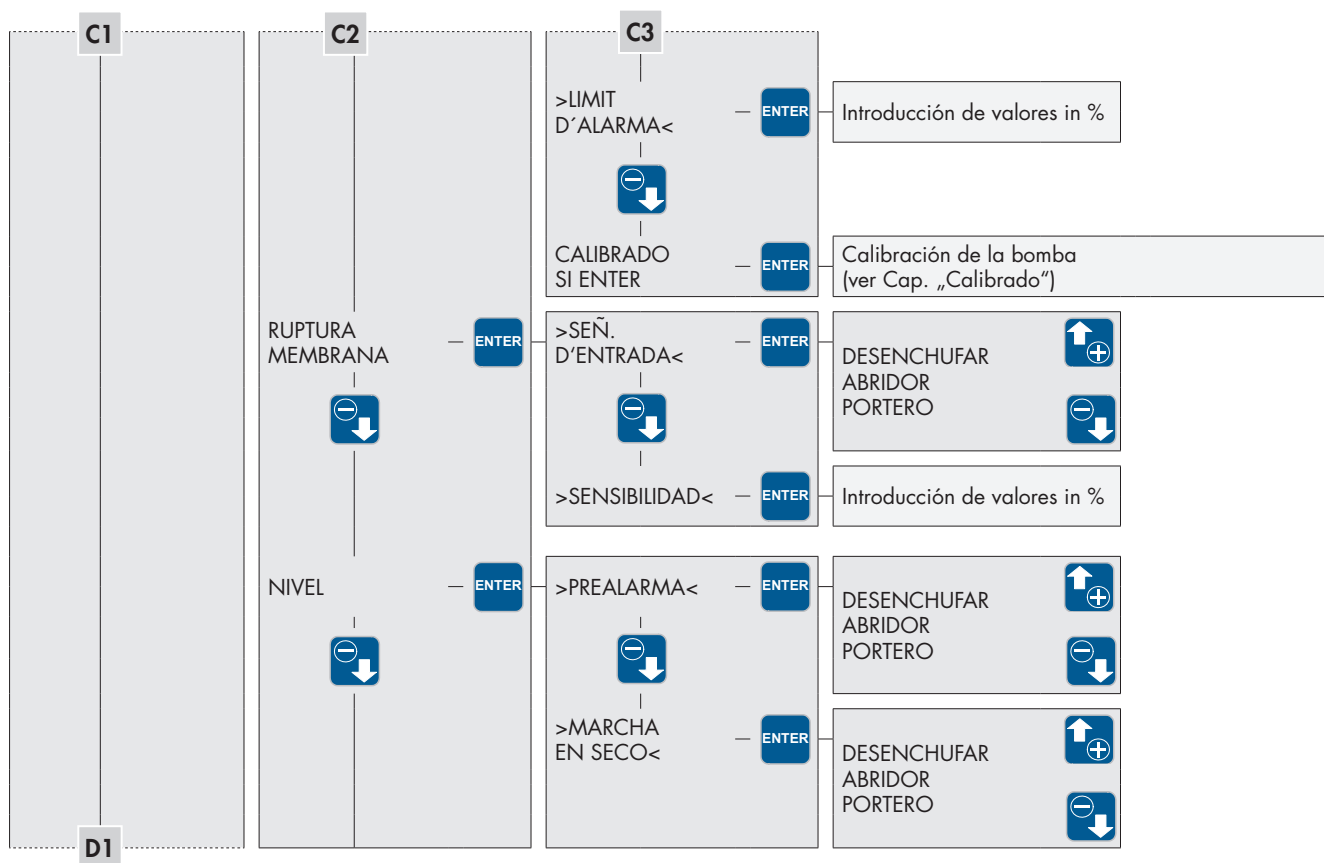 C1
C2
C3
>LIMIT
D´ALARMA<
ENTER
Introducción de valores in %
CALIBRADO
SI ENTER
ENTER
Calibración de la bomba
(ver Cap. „Calibrado“)
RUPTURA
MEMBRANA
ENTER
>SEÑ.
D'ENTRADA<
ENTER
DESENCHUFAR
ABRIDOR
PORTERO
>SENSIBILIDAD<
ENTER
Introducción de valores in %
NIVEL
ENTER
>PREALARMA<
ENTER
DESENCHUFAR
ABRIDOR
PORTERO
>MARCHA
EN SECO<
ENTER
DESENCHUFAR
ABRIDOR
PORTERO
D1